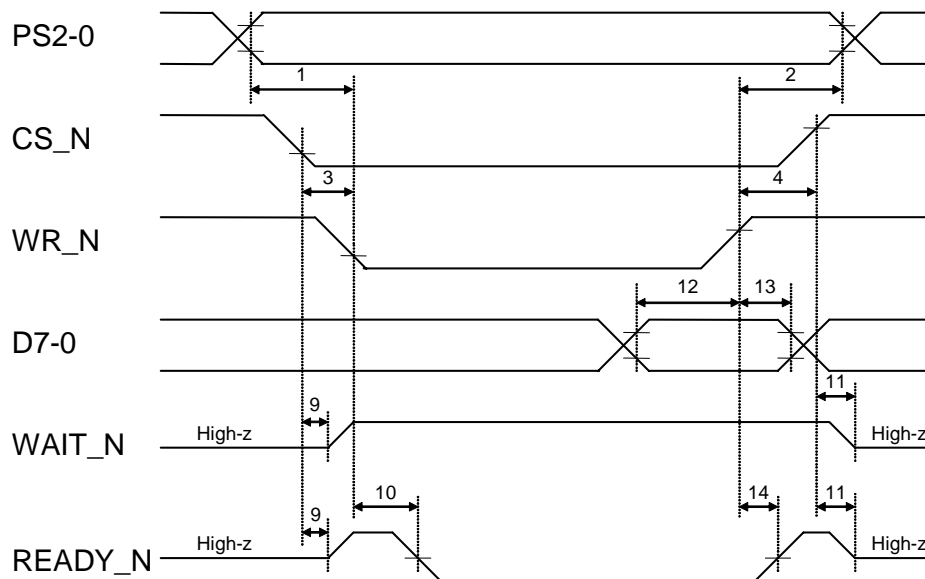 PS2-0
1
2
CS_N
3
4
WR_N
12
13
D7-0
11
9
WAIT_N
High-z
High-z
10
14
11
9
READY_N
High-z
High-z